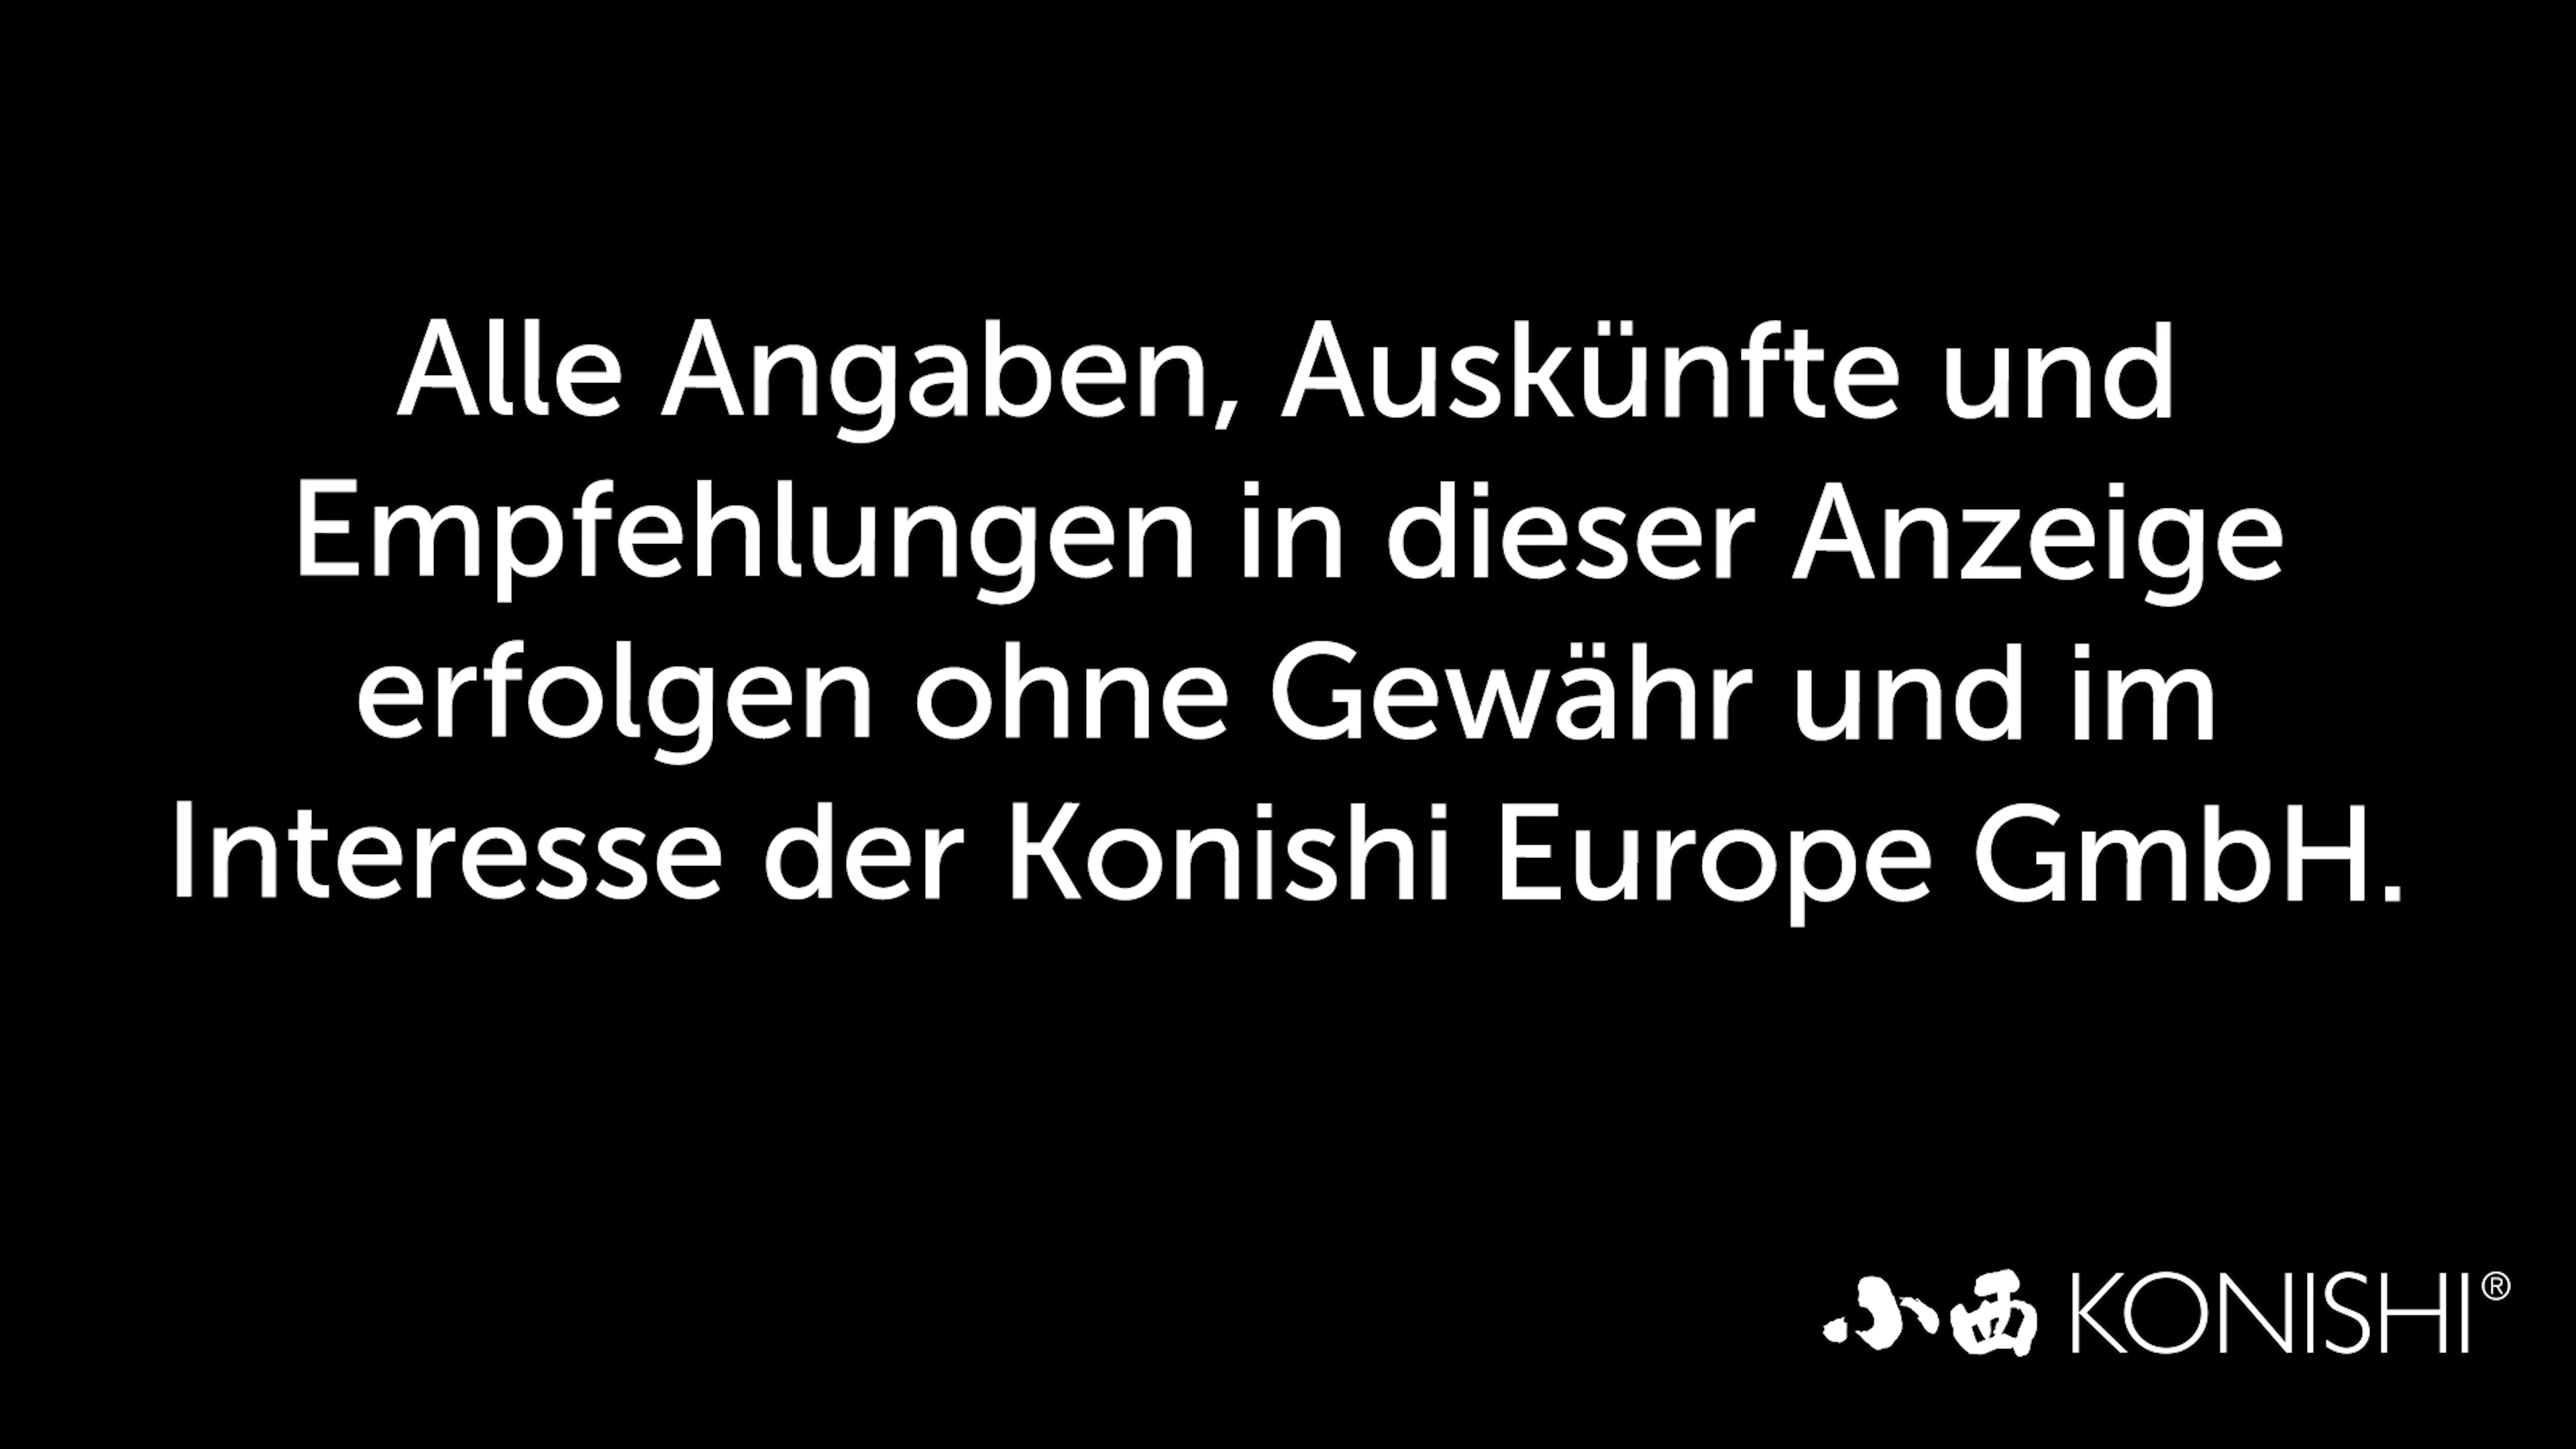 Alle Angaben, Auskünfte und
Empfehlungen in dieser Anzeige
erfolgen ohne Gewähr und im
Interesse der Konishi Europe GmbH.
小西 KONISHI®